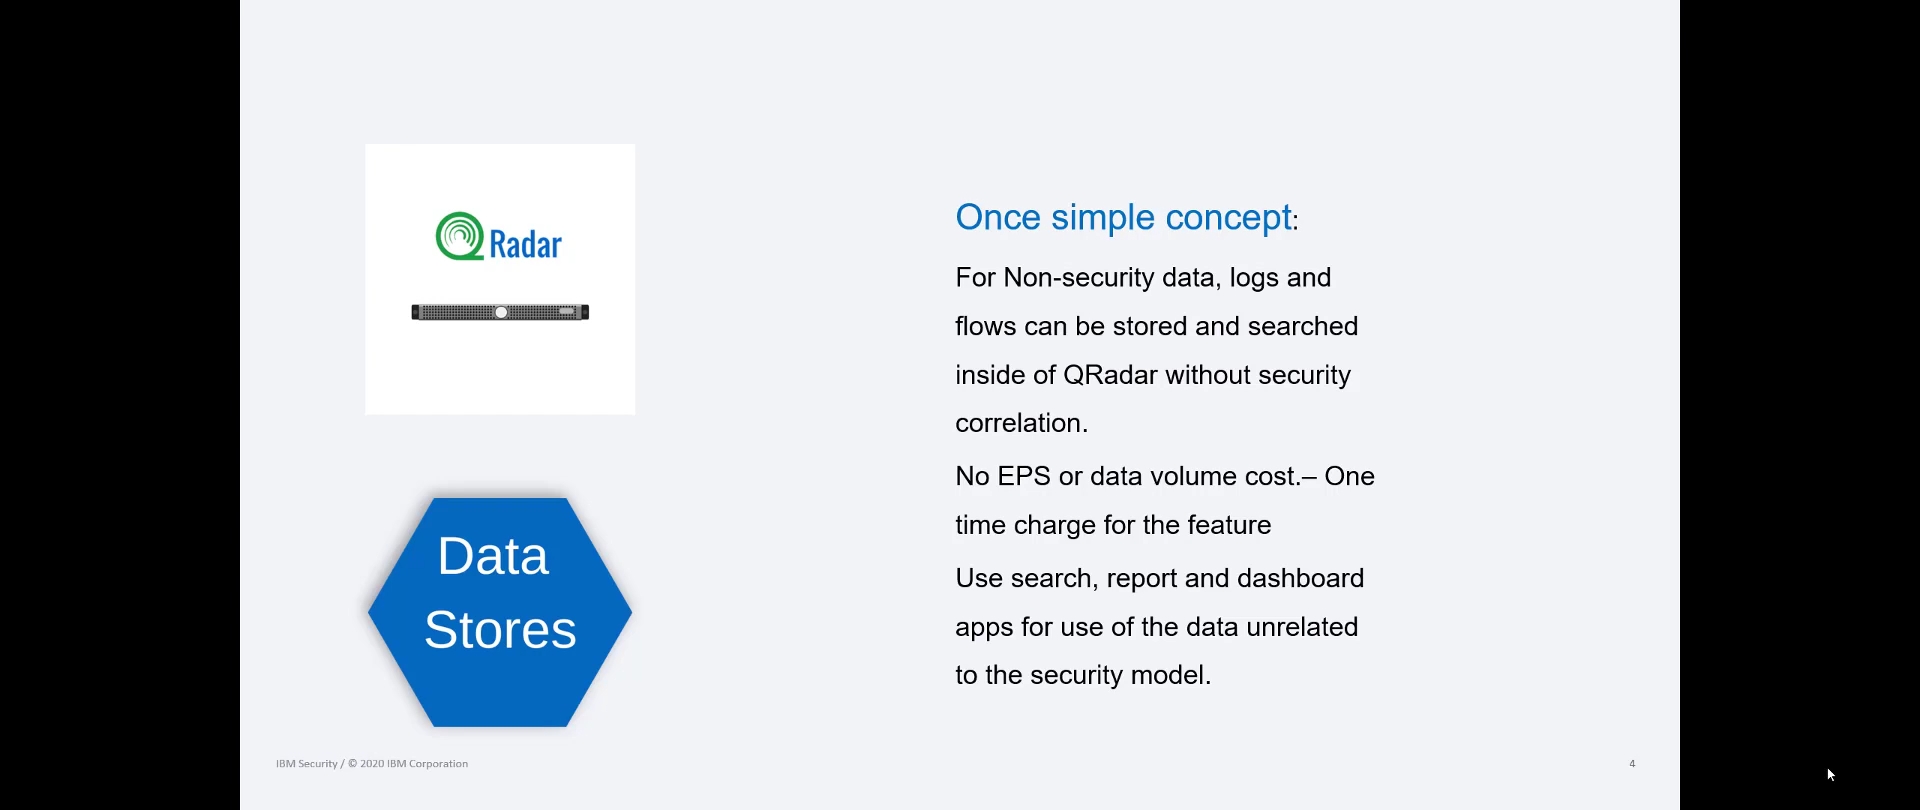 QRadar
Data
Stores
Once simple concept:
For Non-security data, logs and
flows can be stored and searched
inside of QRadar without security
correlation.
No EPS or data volume cost.– One
time charge for the feature
Use search, report and dashboard
apps for use of the data unrelated
to the security model.
IBM Security / © 2020 IBM Corporation
4